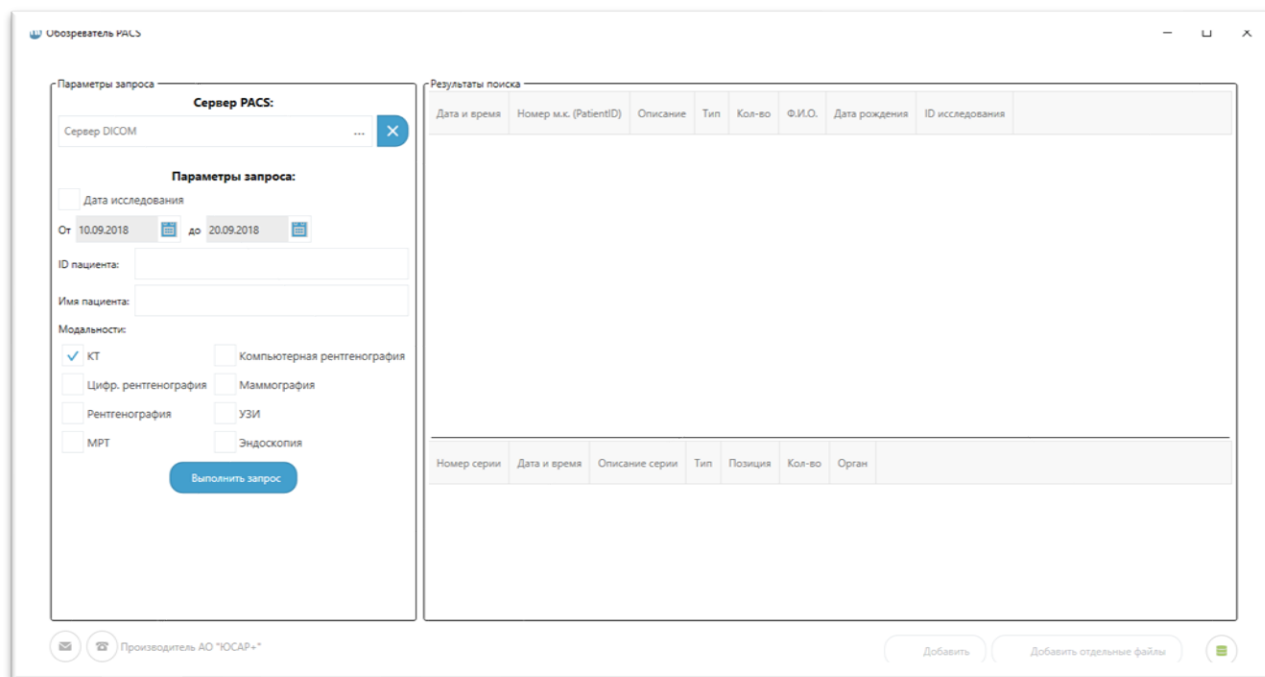 Обозреватель PACS
Параметры запроса
Сервер PACS:
Сервер DICOM ...
Параметры запроса:
Дата исследования
От 10.09.2018 до 20.09.2018
ID пациента:
Имя пациента:
Модальности:
КТ Компьютерная рентгенография
Цифр. рентгенография Маммография
Рентгенография УЗИ
МРТ Эндоскопия
Выполнить запрос
Результаты поиска
Дата и время Номер м.к. (PatientID) Описание Тип Кол-во Ф.И.О. Дата рождения ID исследования
Номер серии Дата и время Описание серии Тип Позиция Кол-во Орган
Производитель АО "ЮСАР+"
Добавить Добавить отдельные файлы